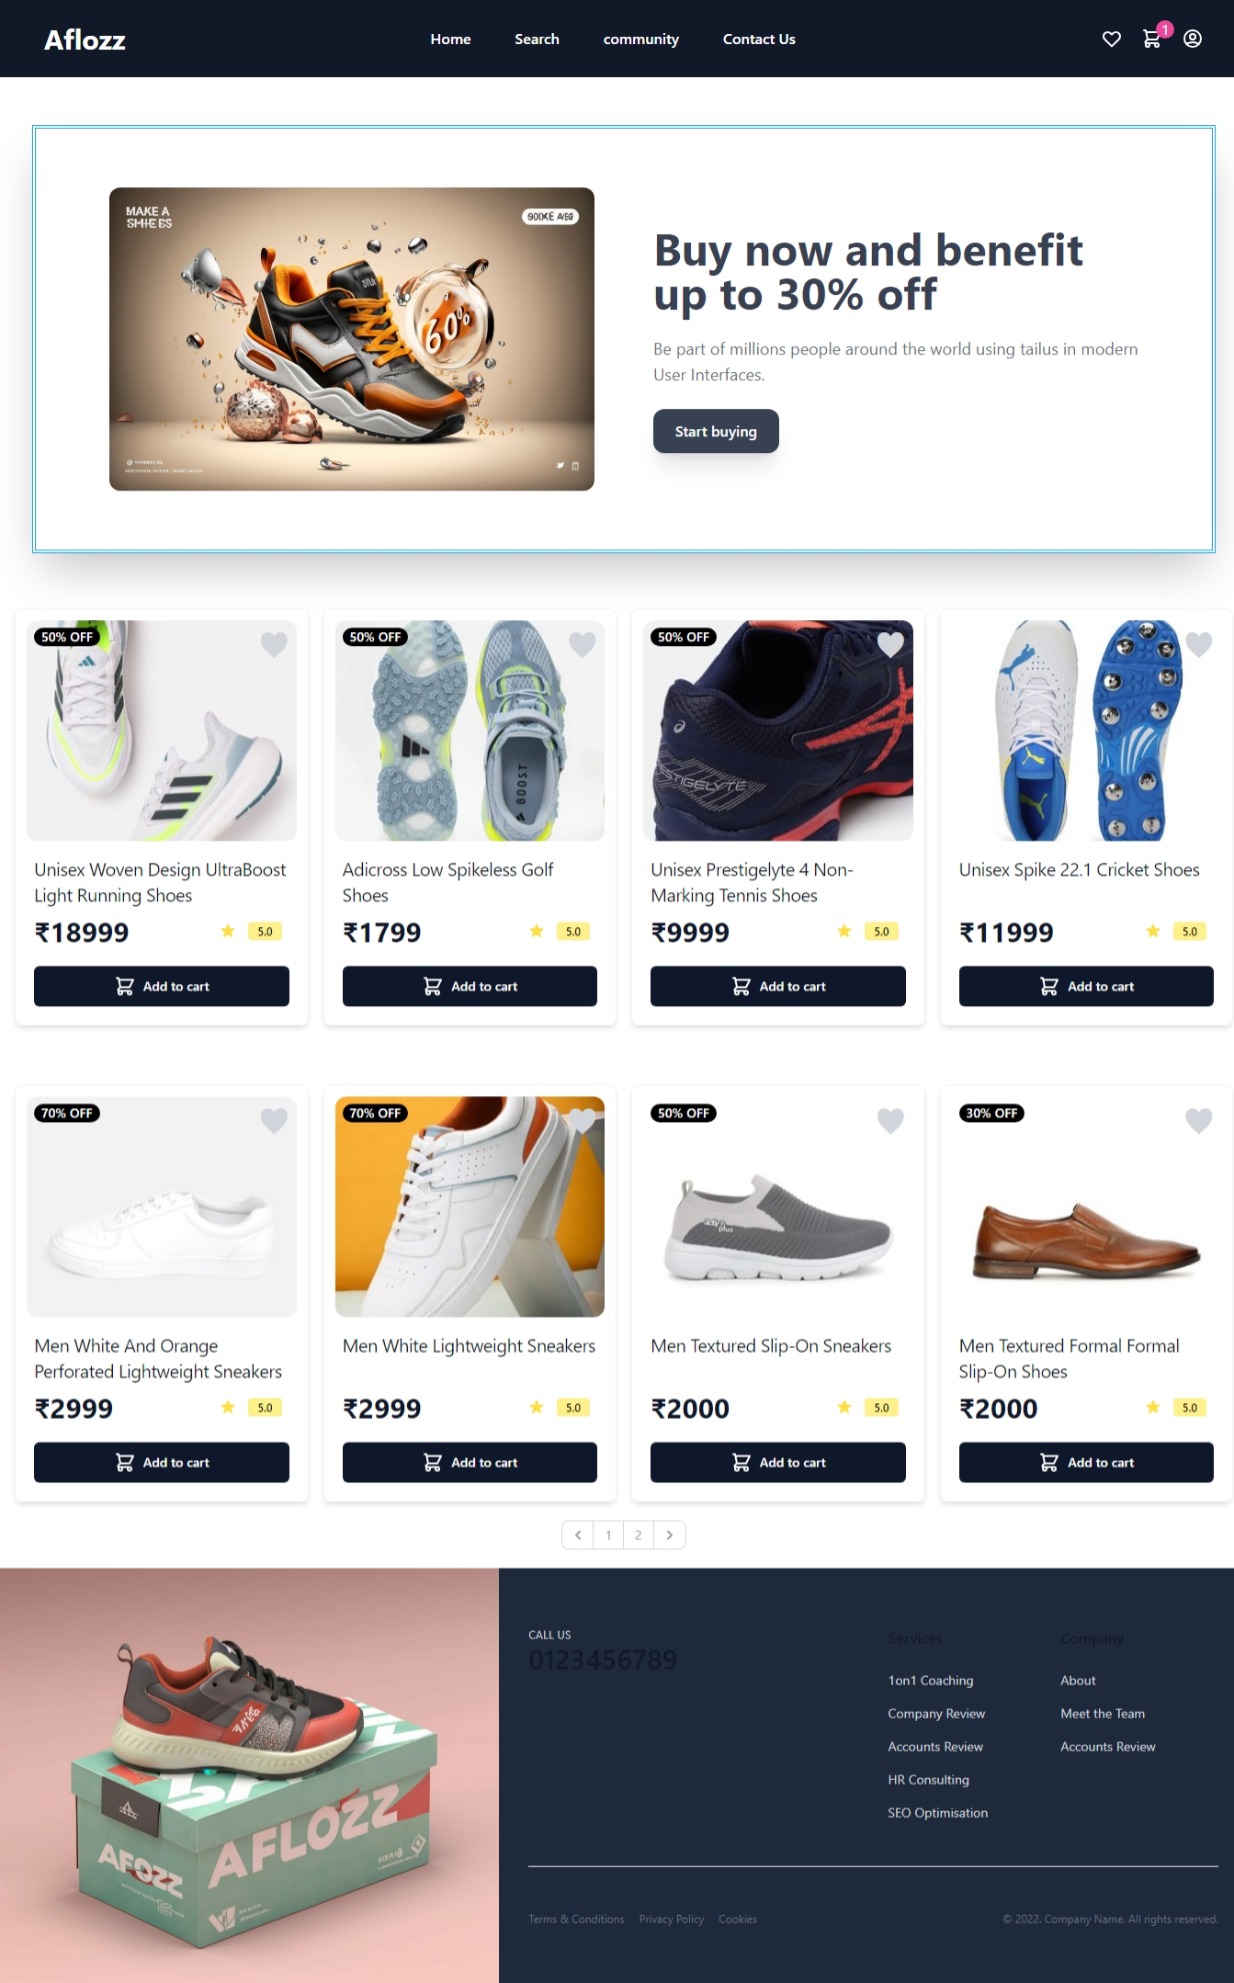 Aflozz
Home
Search
community
Contact Us
1
MAKE A
60%
Buy now and benefit
up to 30% off
Be part of millions people around the world using tailus in modern
User Interfaces.
Start buying
50% OFF
50% OFF
BOOST
50% OFF
Unisex Woven Design UltraBoost
Light Running Shoes
₹18999
5.0
Add to cart
Adicross Low Spikeless Golf
Shoes
₹1799
5.0
Add to cart
Unisex Prestigelyte 4 Non-
Marking Tennis Shoes
₹9999
5.0
Add to cart
Unisex Spike 22.1 Cricket Shoes
₹11999
5.0
Add to cart
70% OFF
70% OFF
50% OFF
30% OFF
Men White And Orange
Perforated Lightweight Sneakers
₹2999
5.0
Add to cart
Men White Lightweight Sneakers
₹2999
5.0
Add to cart
Men Textured Slip-On Sneakers
₹2000
5.0
Add to cart
Men Textured Formal Formal
Slip-On Shoes
₹2000
5.0
Add to cart
1
2
AFLOZZ
AFOZZ
CALL US
0123456789
Services
1on1 Coaching
Company Review
Accounts Review
HR Consulting
SEO Optimisation
Company
About
Meet the Team
Accounts Review
Terms & Conditions
Privacy Policy
Cookies
© 2022. Company Name. All rights reserved.